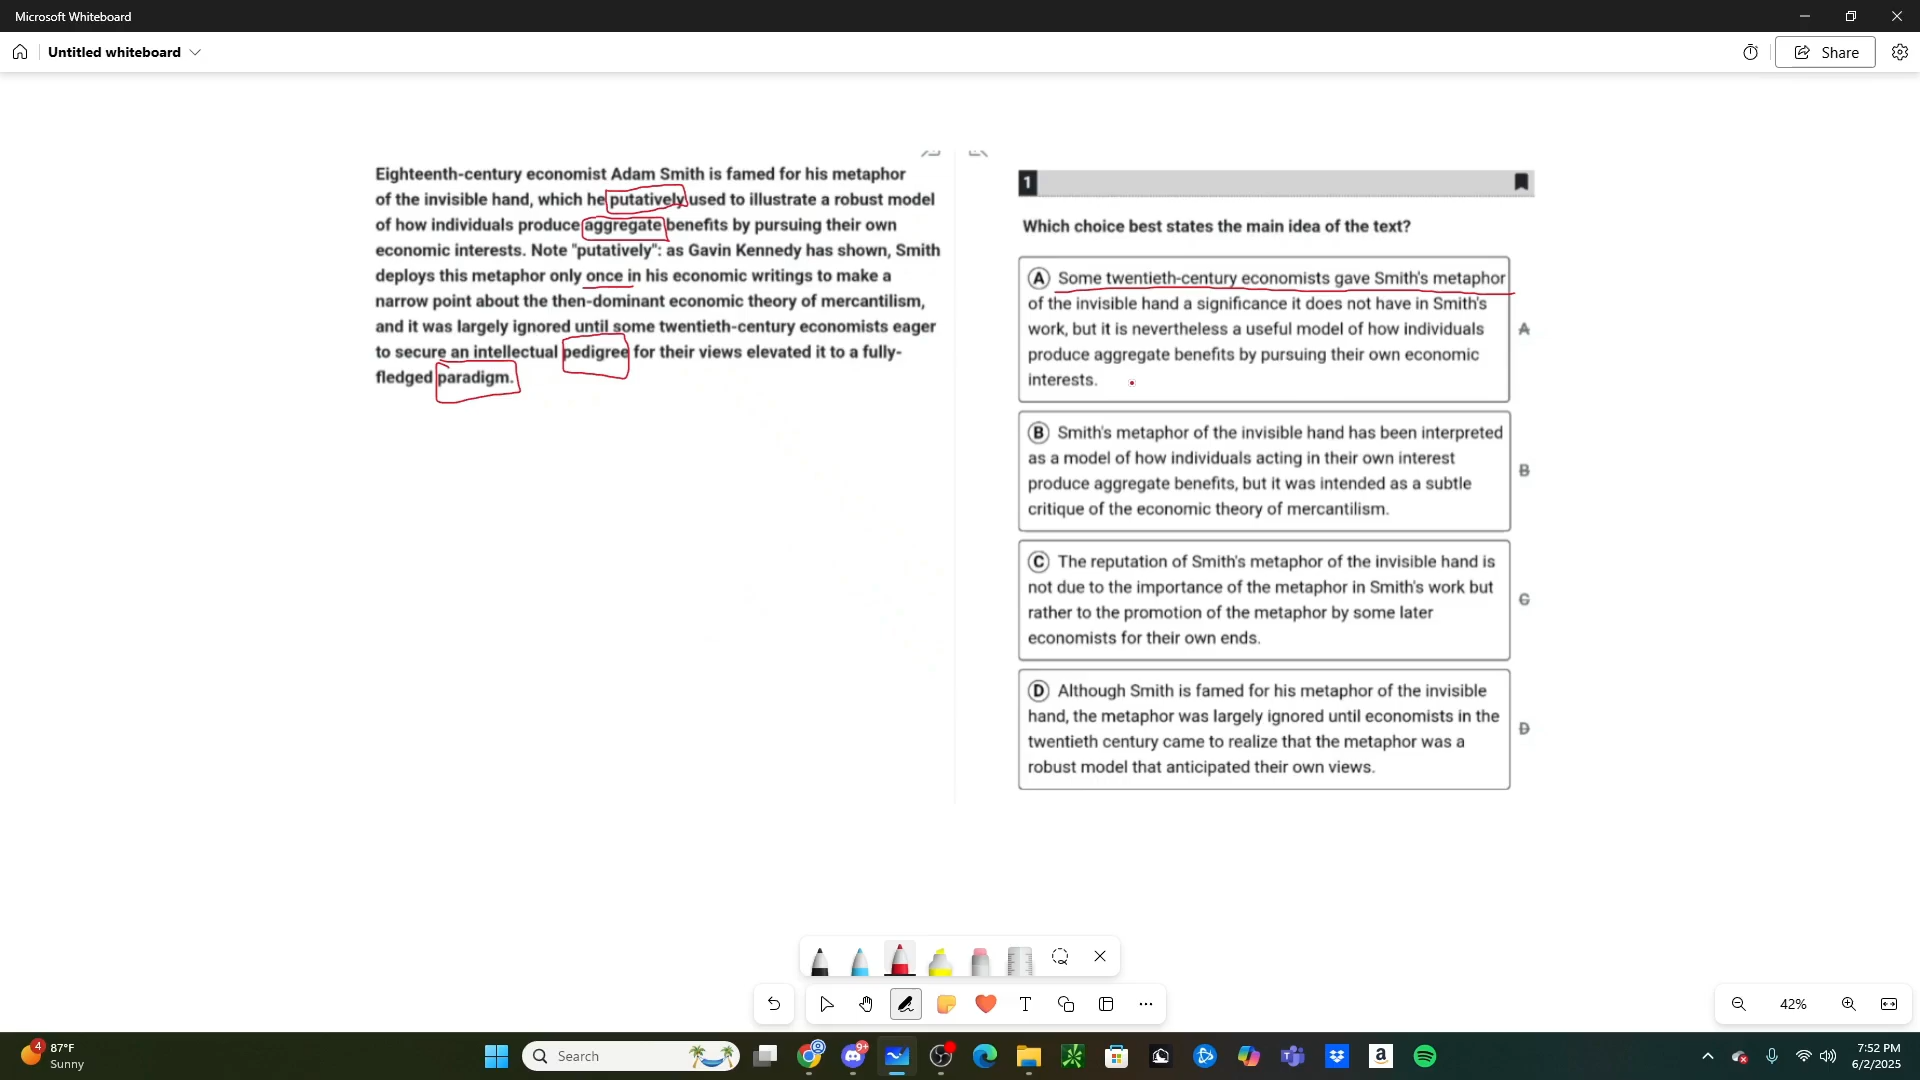 Microsoft Whiteboard
Untitled whiteboard
Share
Eighteenth-century economist Adam Smith is famed for his metaphor
of the invisible hand, which he putatively used to illustrate a robust model
of how individuals produce aggregate benefits by pursuing their own
economic interests. Note "putatively": as Gavin Kennedy has shown, Smith
deploys this metaphor only once in his economic writings to make a
narrow point about the then-dominant economic theory of mercantilism,
and it was largely ignored until some twentieth-century economists eager
to secure an intellectual pedigree for their views elevated it to a fully-
fledged paradigm.
1
Which choice best states the main idea of the text?
A Some twentieth-century economists gave Smith's metaphor
of the invisible hand a significance it does not have in Smith's
work, but it is nevertheless a useful model of how individuals
produce aggregate benefits by pursuing their own economic
interests.
A
B Smith's metaphor of the invisible hand has been interpreted
as a model of how individuals acting in their own interest
produce aggregate benefits, but it was intended as a subtle
critique of the economic theory of mercantilism.
B
C The reputation of Smith's metaphor of the invisible hand is
not due to the importance of the metaphor in Smith's work but
rather to the promotion of the metaphor by some later
economists for their own ends.
C
D Although Smith is famed for his metaphor of the invisible
hand, the metaphor was largely ignored until economists in the
twentieth century came to realize that the metaphor was a
robust model that anticipated their own views.
D
42%
4
87°F
Sunny
Search
9+
7:52 PM
6/2/2025